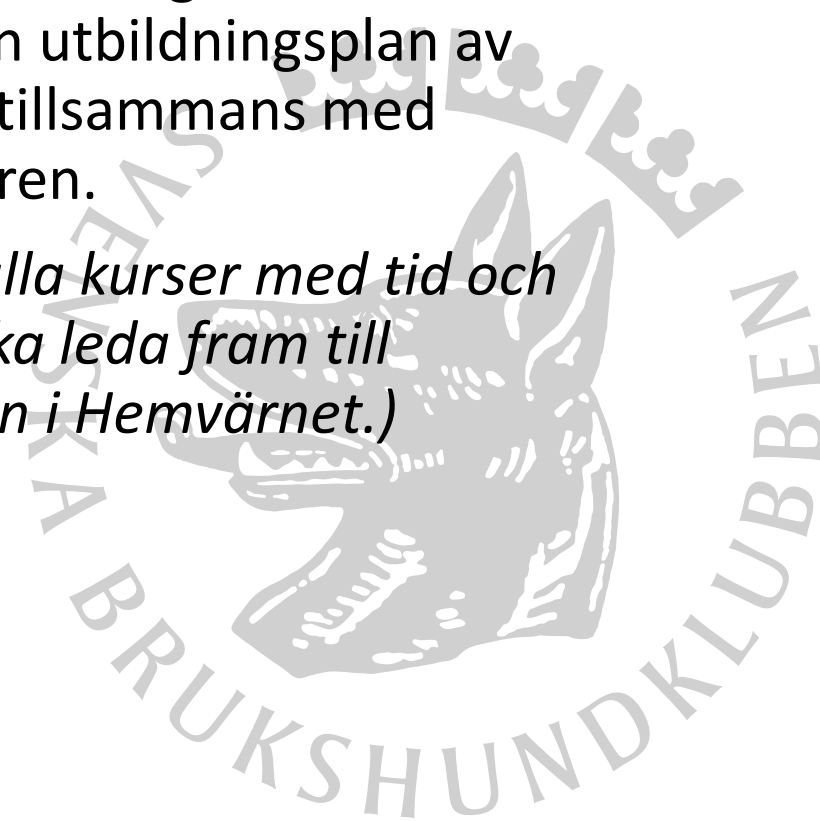 n utbildningsplan av
tillsammans med
ren.
lla kurser med tid och
ka leda fram till
n i Hemvärnet.)
SVENSKA BRUKSHUNDKLUBBEN